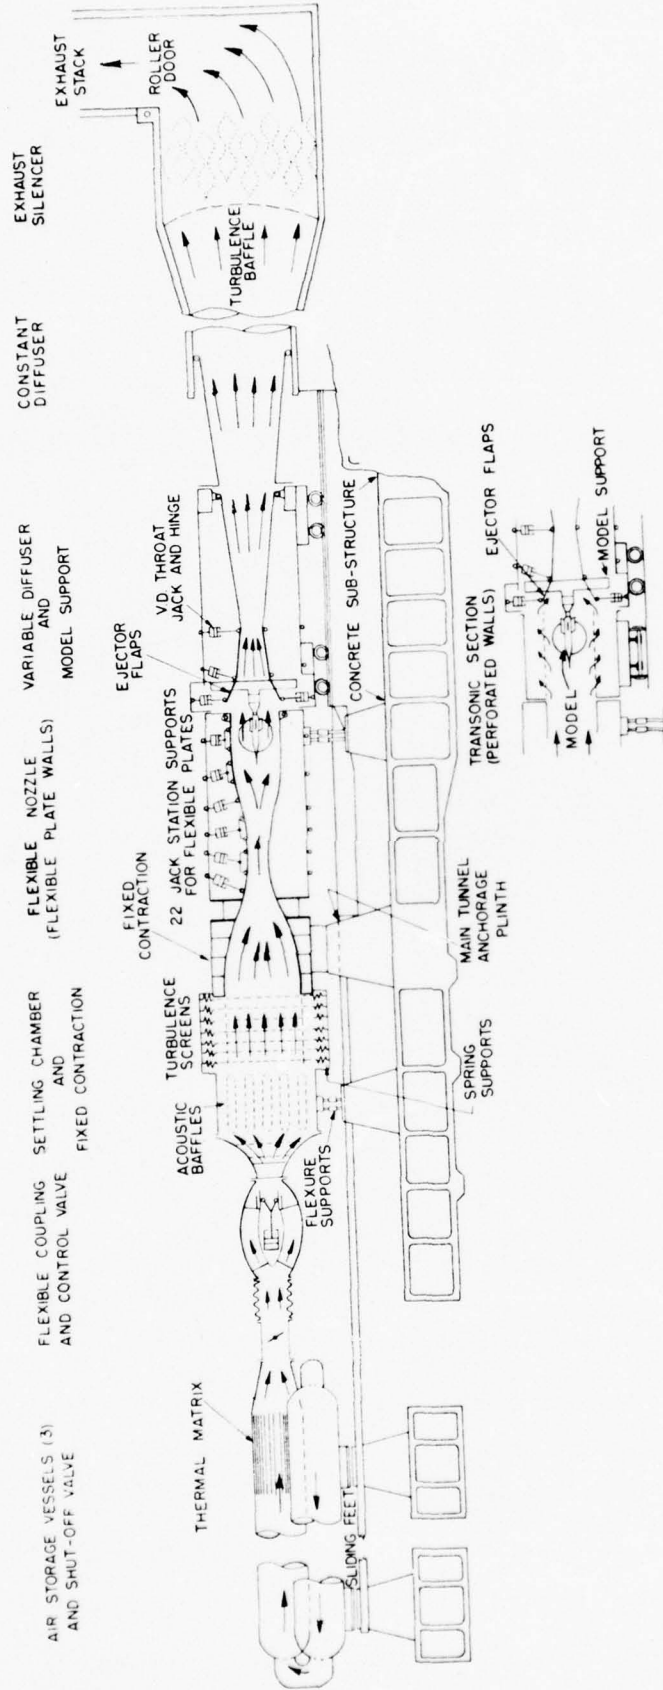 AIR STORAGE VESSELS (3)
AND SHUT-OFF VALVE
FLEXIBLE COUPLING
AND CONTROL VALVE
SETTLING CHAMBER
AND
FIXED CONTRACTION
FLEXIBLE NOZZLE
(FLEXIBLE PLATE WALLS)
VARIABLE DIFFUSER
AND
MODEL SUPPORT
CONSTANT
DIFFUSER
EXHAUST
SILENCER
EXHAUST
STACK
ROLLER
DOOR
THERMAL MATRIX
ACOUSTIC
BAFFLES
TURBULENCE
SCREENS
FIXED
CONTRACTION
22 JACK STATION SUPPORTS
FOR FLEXIBLE PLATES
EJECTOR
FLAPS
V.D. THROAT
JACK AND HINGE
TURBULENCE
BAFFLE
SLIDING FEET
FLEXURE
SUPPORTS
SPRING
SUPPORTS
MAIN TUNNEL
ANCHORAGE
PLINTH
CONCRETE SUB-STRUCTURE
TRANSONIC SECTION
(PERFORATED WALLS)
EJECTOR FLAPS
MODEL
MODEL SUPPORT